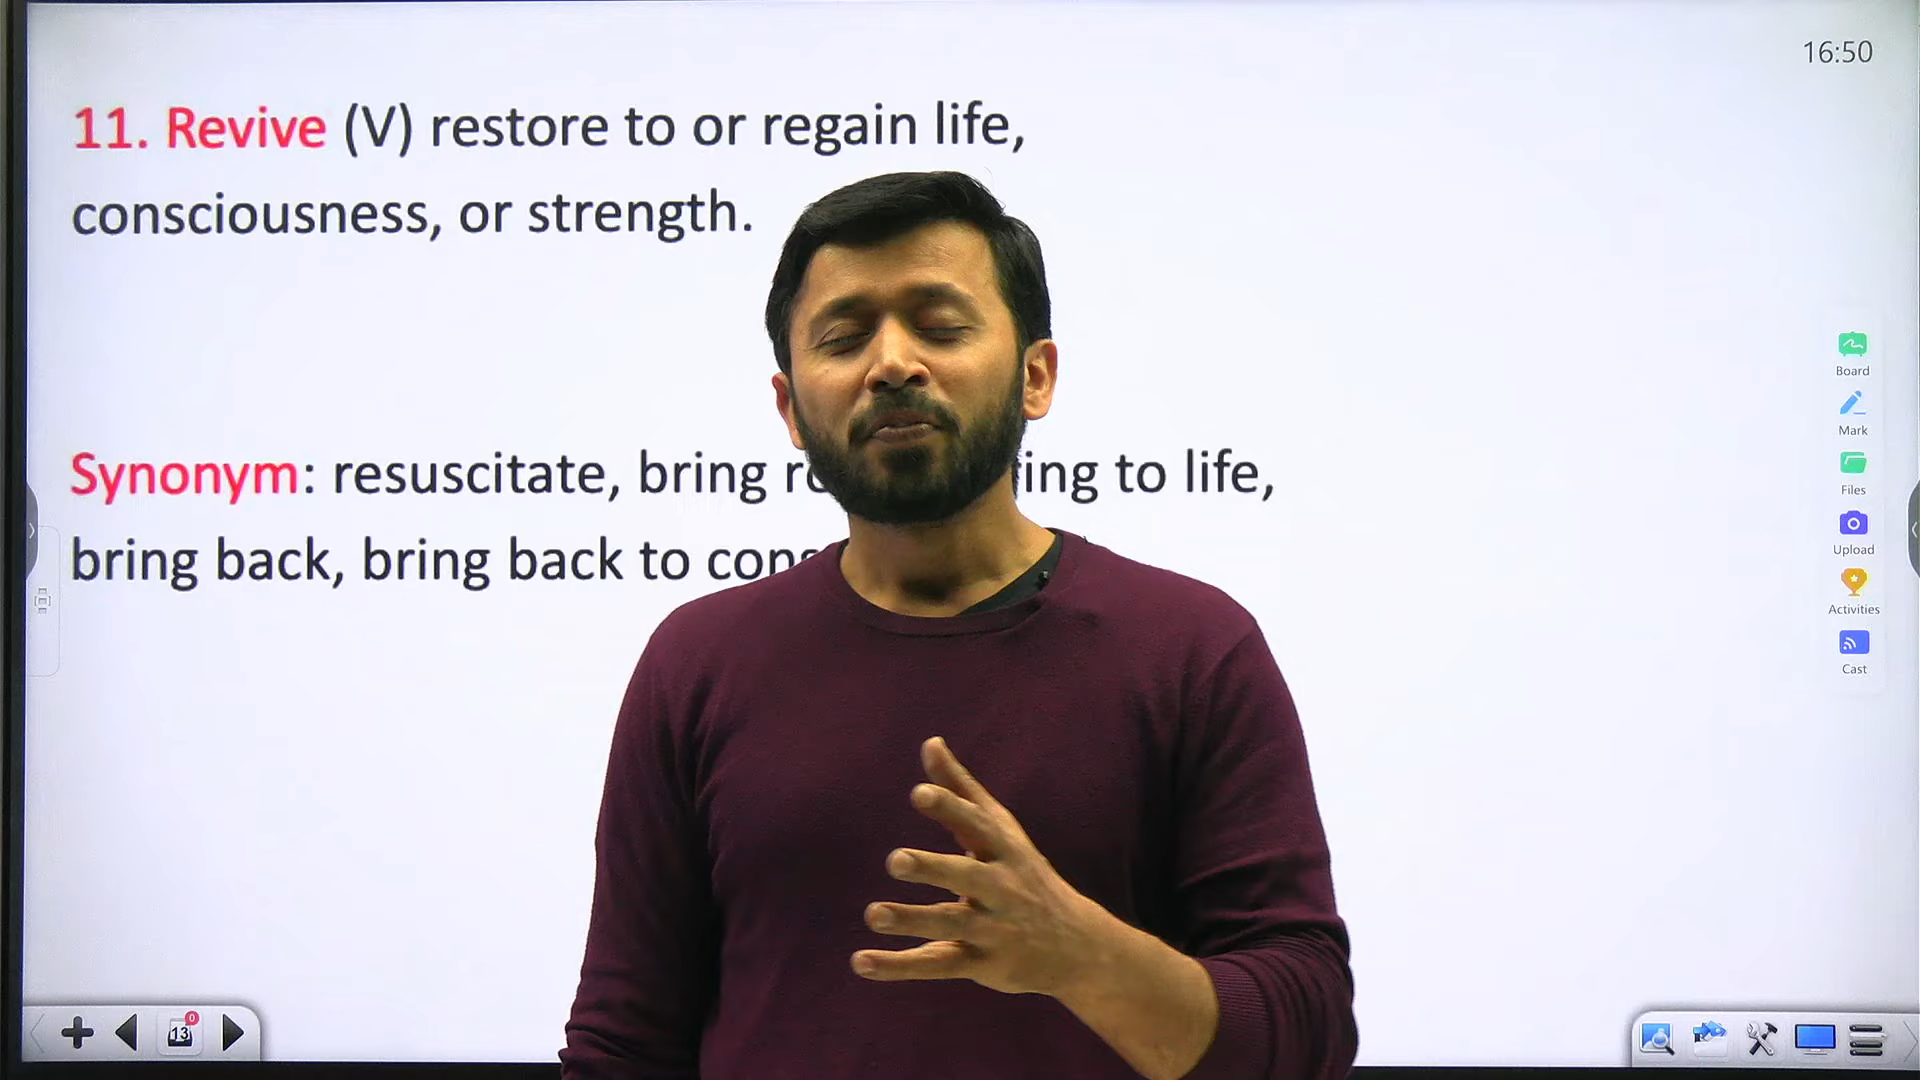 16:50
11. Revive (V) restore to or regain life,
consciousness, or strength.
Synonym: resuscitate, bring to life,
bring back, bring back to
Board
Mark
Files
Upload
Activities
Cast
13
0